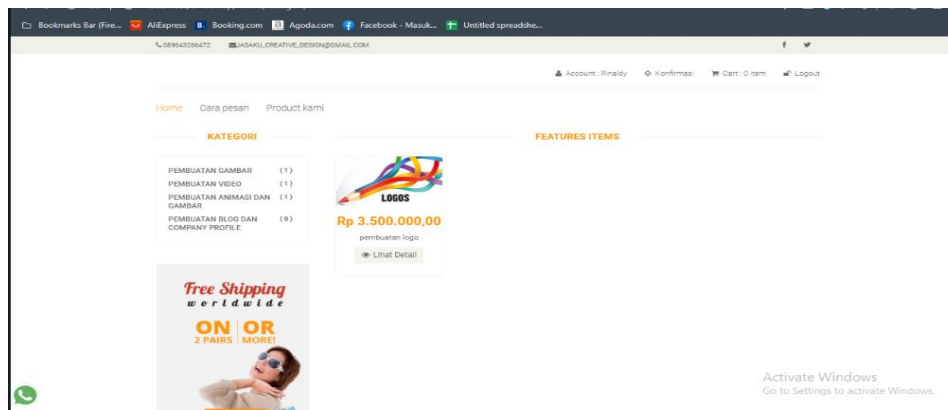 Bookmarks Bar (Fire... AliExpress B. Booking.com Agoda.com Facebook - Masuk... Untitled spreadshe...
089643266472 JASAKU_CREATIVE_DESIGN@GMAIL.COM
Account : Rinaldy Konfirmasi Cart : 0 item Logout
Home Cara pesan Product kami
KATEGORI
PEMBUATAN GAMBAR (1)
PEMBUATAN VIDEO (1)
PEMBUATAN ANIMASI DAN (1)
GAMBAR
PEMBUATAN BLOG DAN (0)
COMPANY PROFILE
FEATURES ITEMS
LOGOS
Rp 3.500.000,00
pembuatan logo
Lihat Detail
Free Shipping
worldwide
ON OR
2 PAIRS MORE!
Activate Windows
Go to Settings to activate Windows.